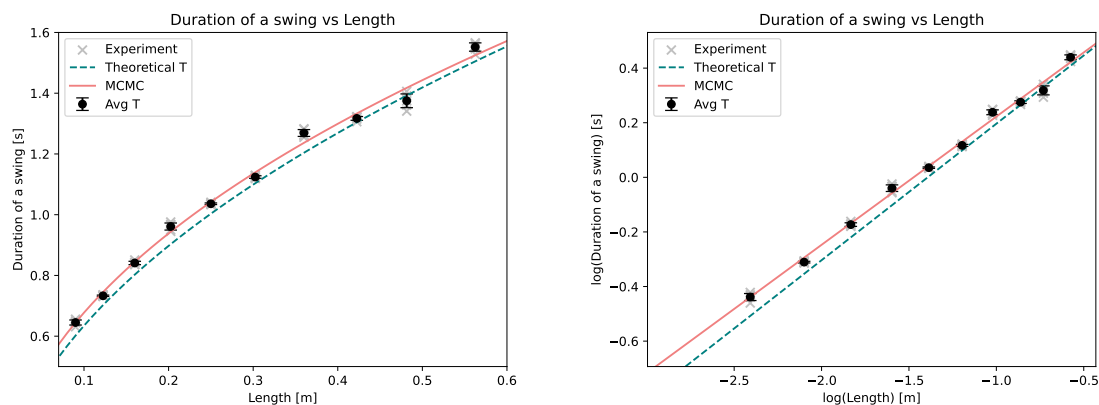 Duration of a swing vs Length
Duration of a swing [s]
1.6
1.4
1.2
1.0
0.8
0.6
Experiment
Theoretical T
MCMC
Avg T
0.1
0.2
0.3
0.4
0.5
0.6
Length [m]
Duration of a swing vs Length
log(Duration of a swing) [s]
0.4
0.2
0.0
−0.2
−0.4
−0.6
Experiment
Theoretical T
MCMC
Avg T
−2.5
−2.0
−1.5
−1.0
−0.5
log(Length) [m]